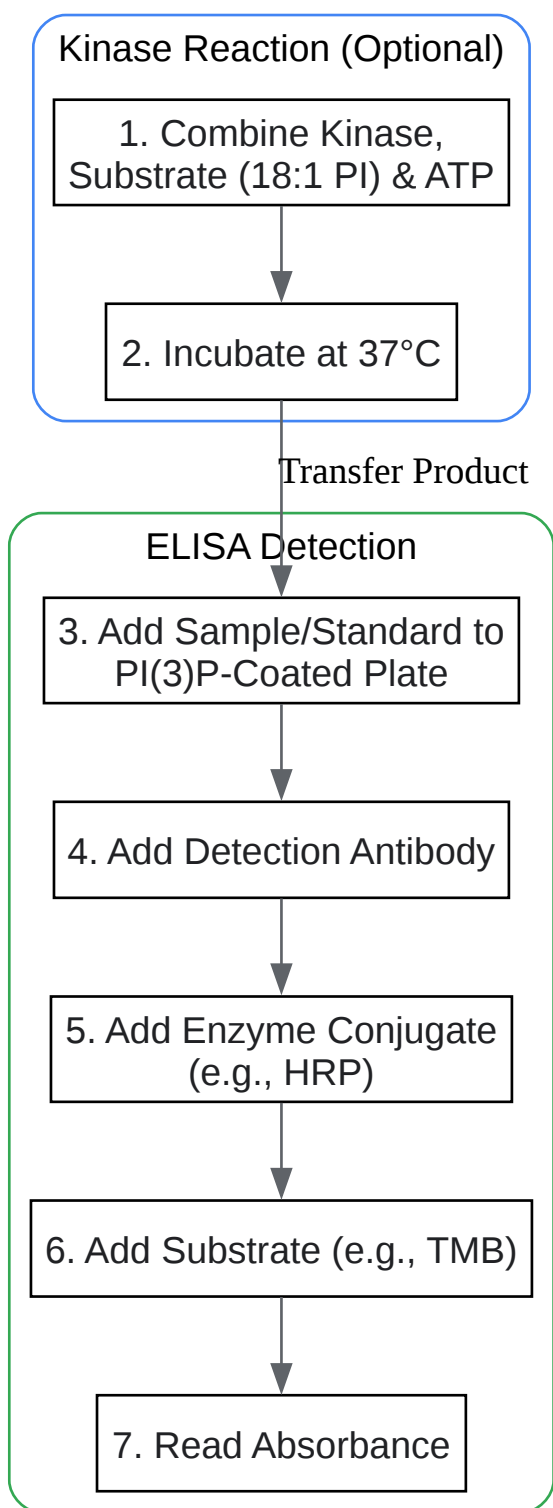 Kinase Reaction (Optional)
1. Combine Kinase,
Substrate (18:1 PI) & ATP
2. Incubate at 37°C
Transfer Product
ELISA Detection
3. Add Sample/Standard to
PI(3)P-Coated Plate
4. Add Detection Antibody
5. Add Enzyme Conjugate
(e.g., HRP)
6. Add Substrate (e.g., TMB)
7. Read Absorbance